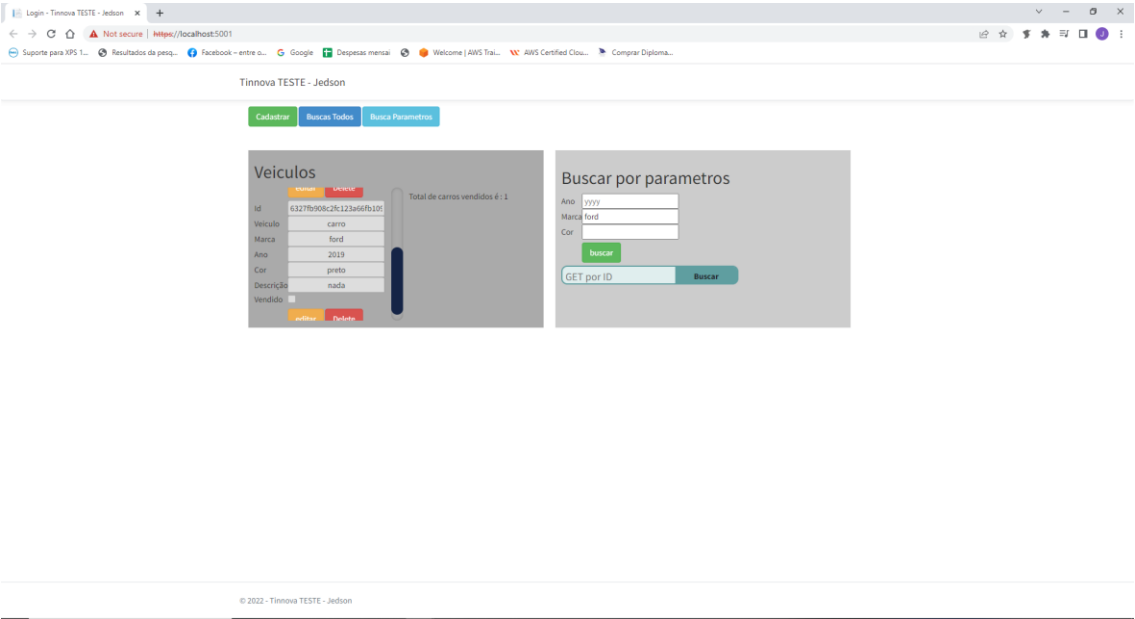 Login - Tinnova TESTE - Jedson
Not secure | https://localhost:5001
Suporte para XPS 1... Resultados da pesq... Facebook – entre o... Google Despesas mensai Welcome | AWS Trai... AWS Certified Clou... Comprar Diploma...
Tinnova TESTE - Jedson
Cadastrar Buscas Todos Busca Parametros
Veiculos
editar Delete
Id 6327fb908c2fc123a66fb109
Veiculo carro
Marca ford
Ano 2019
Cor preto
Descrição nada
Vendido
editar Delete
Total de carros vendidos é : 1
Buscar por parametros
Ano yyyy
Marca ford
Cor
buscar
GET por ID Buscar
© 2022 - Tinnova TESTE - Jedson